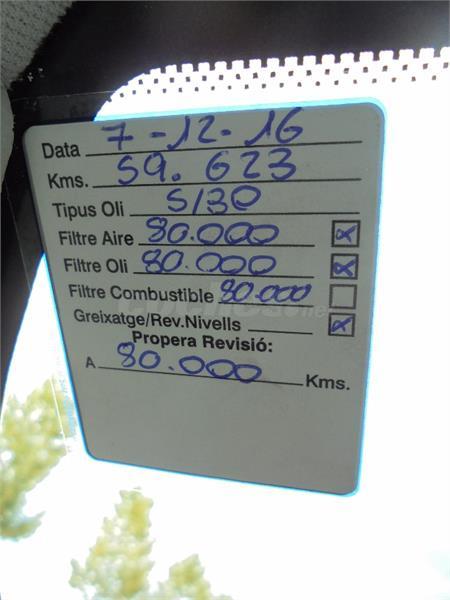 Data 7-12-16
Kms. 59.623
Tipus Oli 5/30
Filtre Aire 80.000
Filtre Oli 80.000
Filtre Combustible 80.000
Greixatge/Rev.Nivells
Propera Revisió:
A 80.000 Kms.